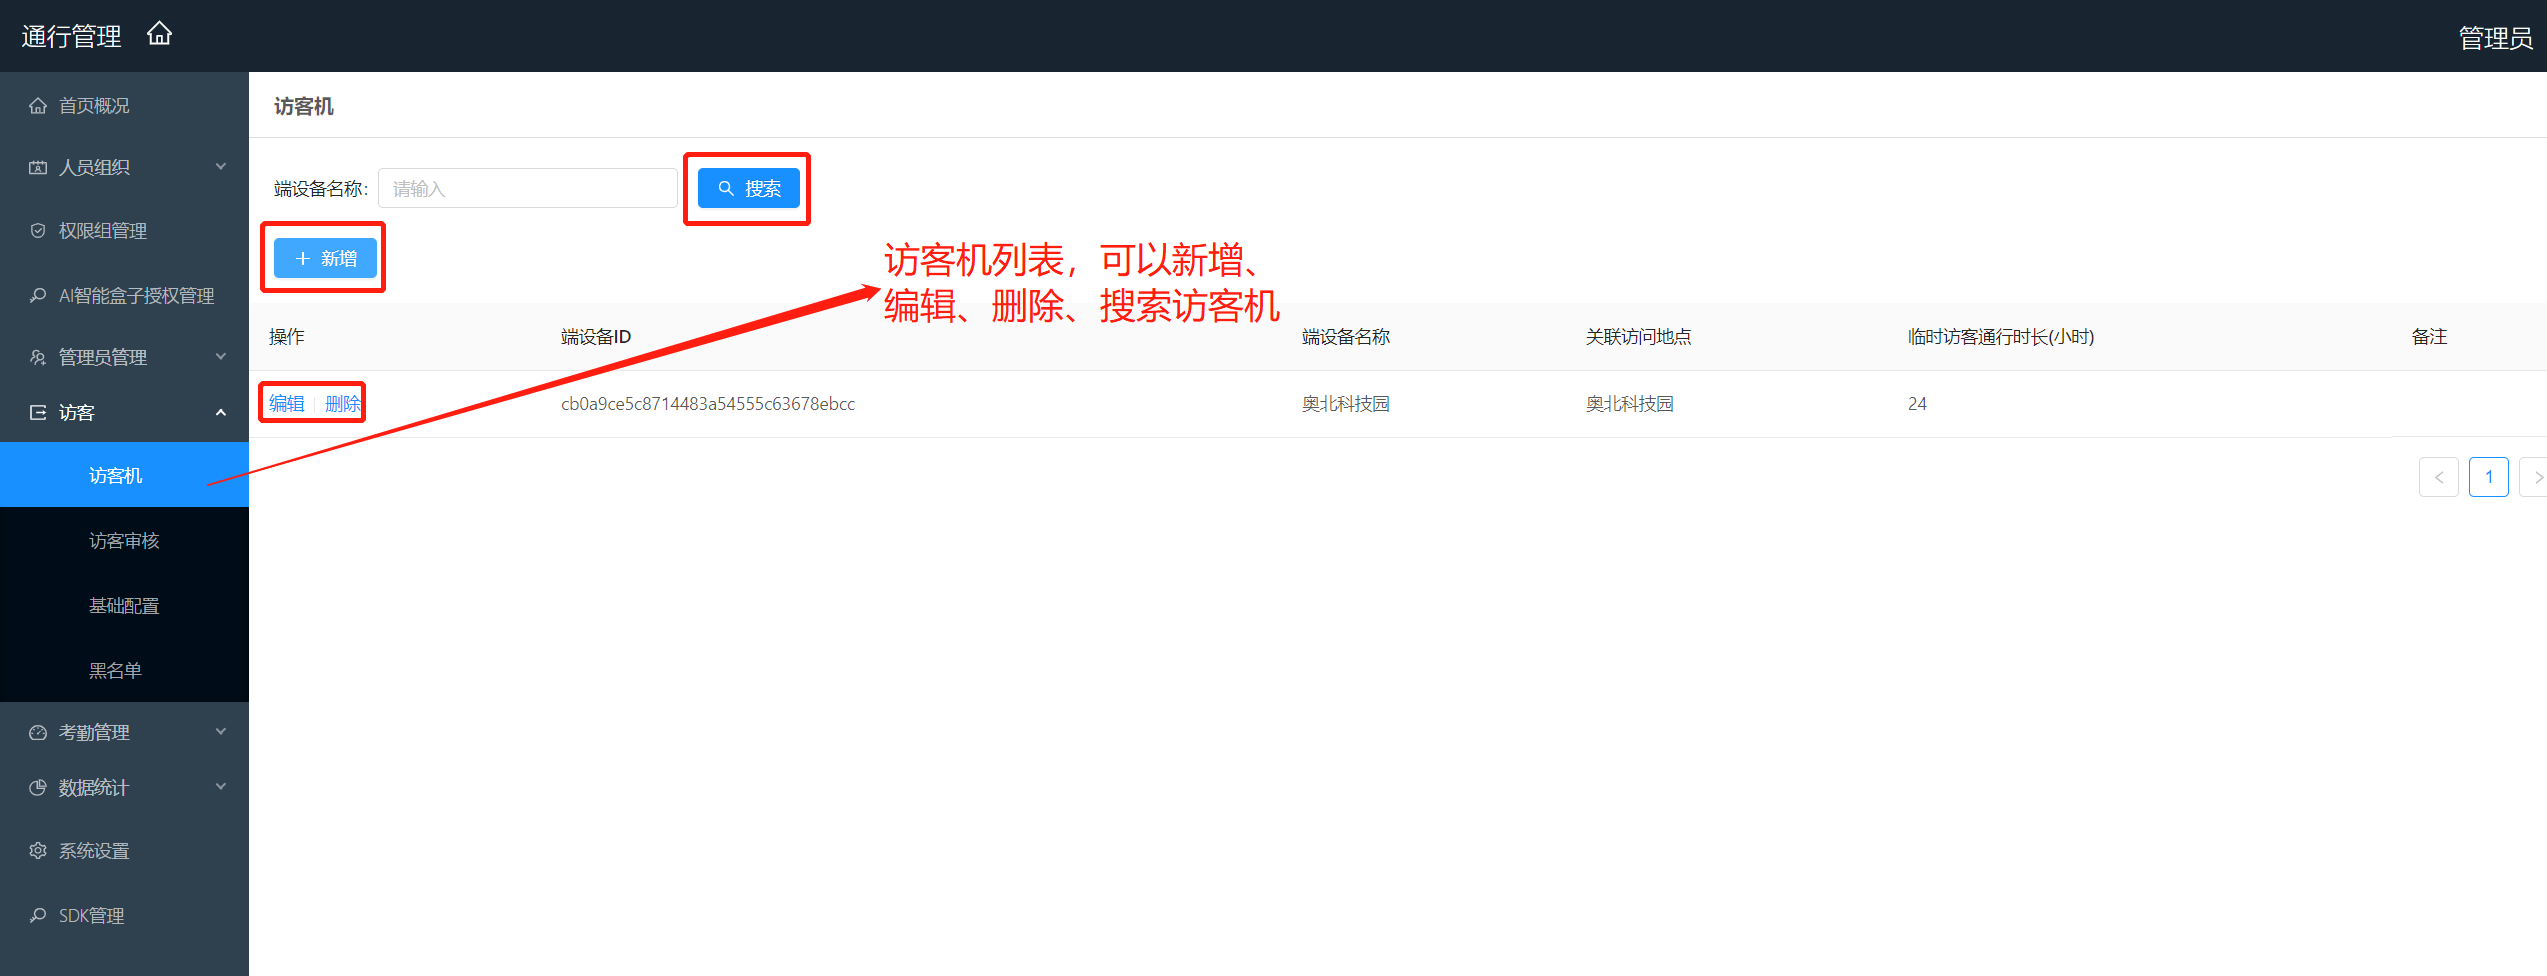 通行管理
管理员
首页概况
人员组织
权限组管理
AI智能盒子授权管理
管理员管理
访客
访客机
访客审核
基础配置
黑名单
考勤管理
数据统计
系统设置
SDK管理
访客机
端设备名称: 请输入 搜索
新增
访客机列表，可以新增、
编辑、删除、搜索访客机
操作 端设备ID 端设备名称 关联访问地点 临时访客通行时长(小时) 备注
编辑 删除 cb0a9ce5c8714483a54555c63678ebcc 奥北科技园 奥北科技园 24
< 1 >